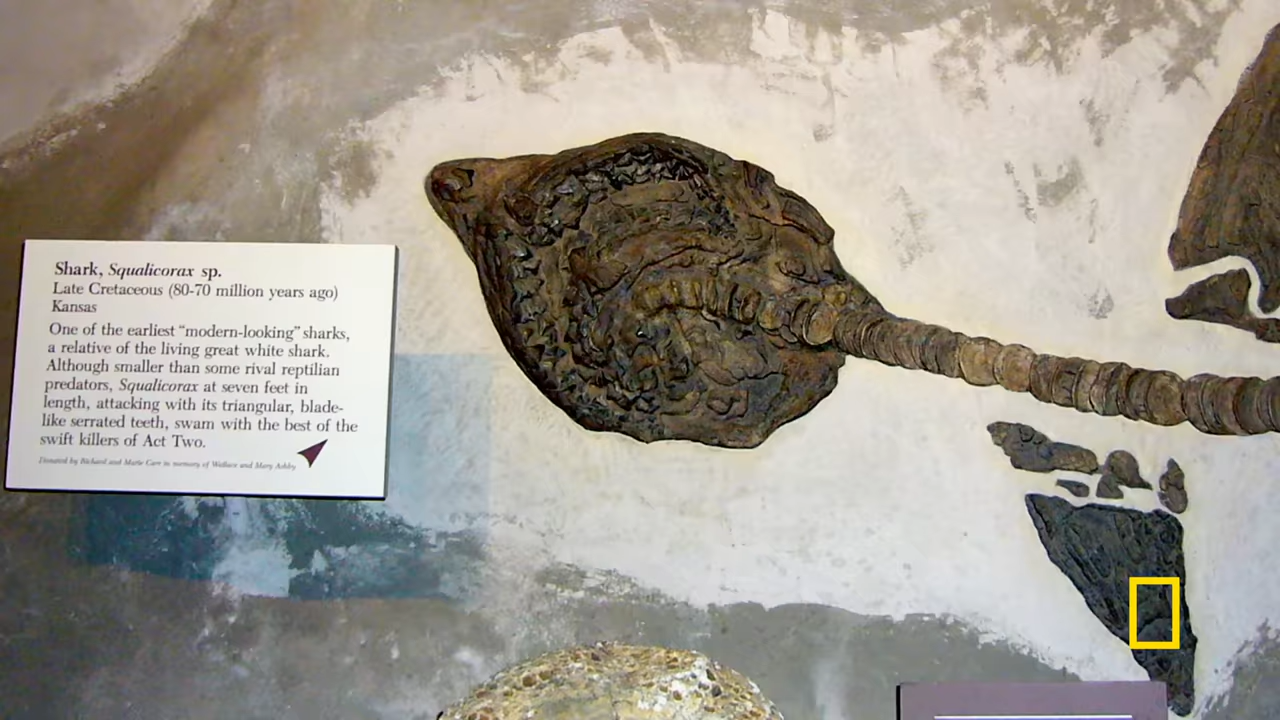 Shark, Squalicorax sp.
Late Cretaceous (80-70 million years ago)
Kansas
One of the earliest “modern-looking” sharks,
a relative of the living great white shark.
Although smaller than some rival reptilian
predators, Squalicorax at seven feet in
length, attacking with its triangular, blade-
like serrated teeth, swam with the best of the
swift killers of Act Two.
Donated by Richard and Marie Carr in memory of Wallace and Mary Ashby